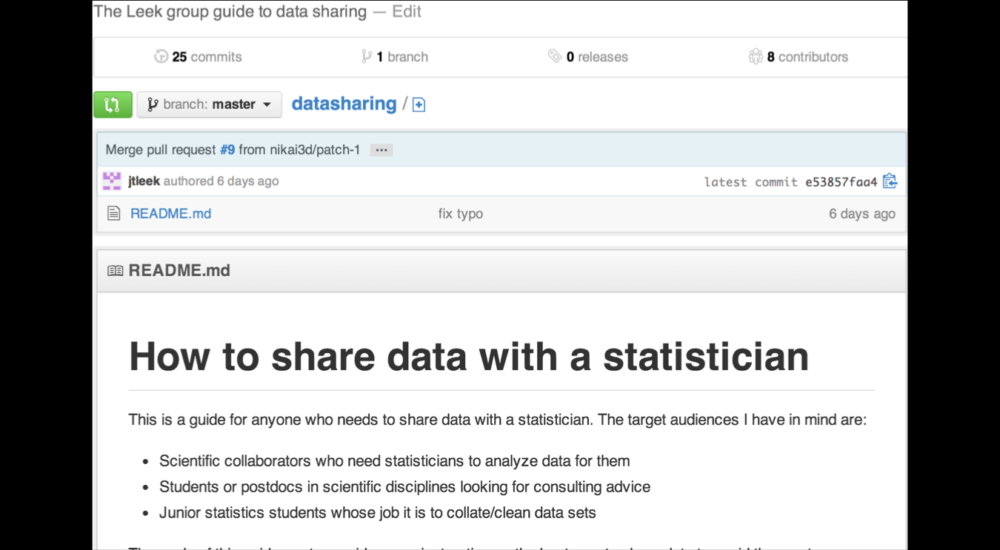 The Leek group guide to data sharing — Edit
25 commits 1 branch 0 releases 8 contributors
branch: master datasharing /
Merge pull request #9 from nikai3d/patch-1 ...
jtleek authored 6 days ago latest commit e53857faa4
README.md fix typo 6 days ago
README.md
How to share data with a statistician
This is a guide for anyone who needs to share data with a statistician. The target audiences I have in mind are:
• Scientific collaborators who need statisticians to analyze data for them
• Students or postdocs in scientific disciplines looking for consulting advice
• Junior statistics students whose job it is to collate/clean data sets